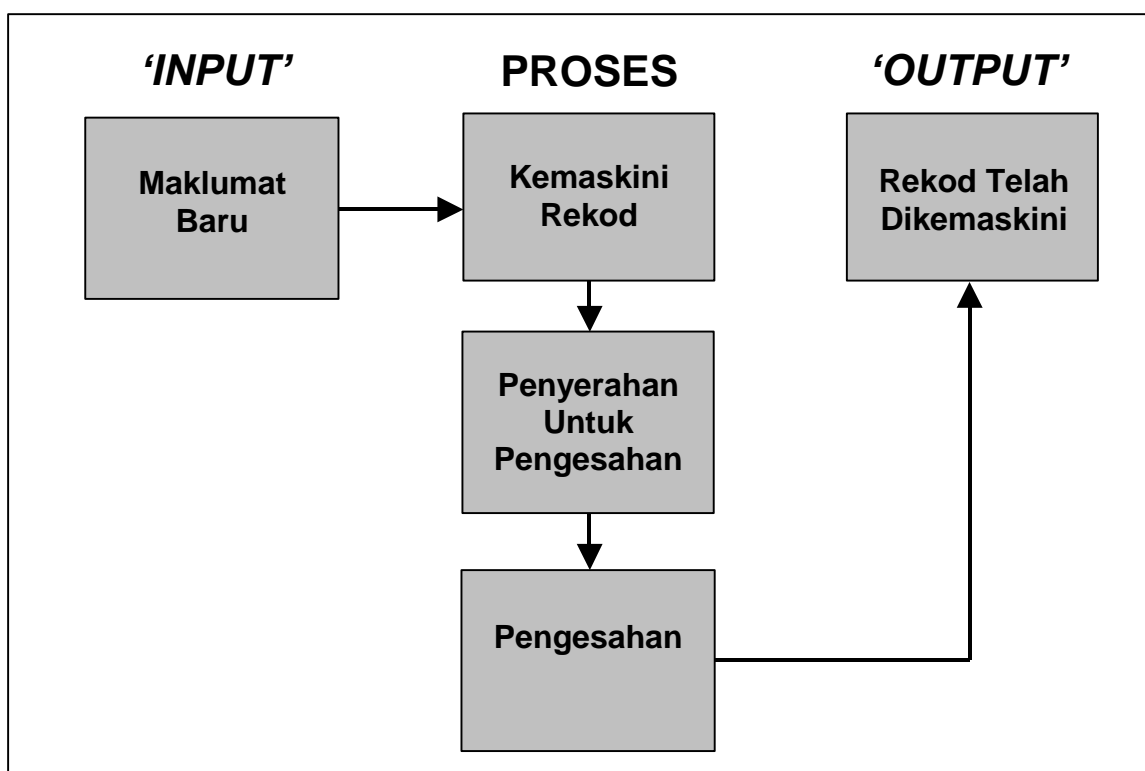 ‘INPUT’
PROSES
‘OUTPUT’
Maklumat
Baru
Kemaskini
Rekod
Rekod Telah
Dikemaskini
Penyerahan
Untuk
Pengesahan
Pengesahan